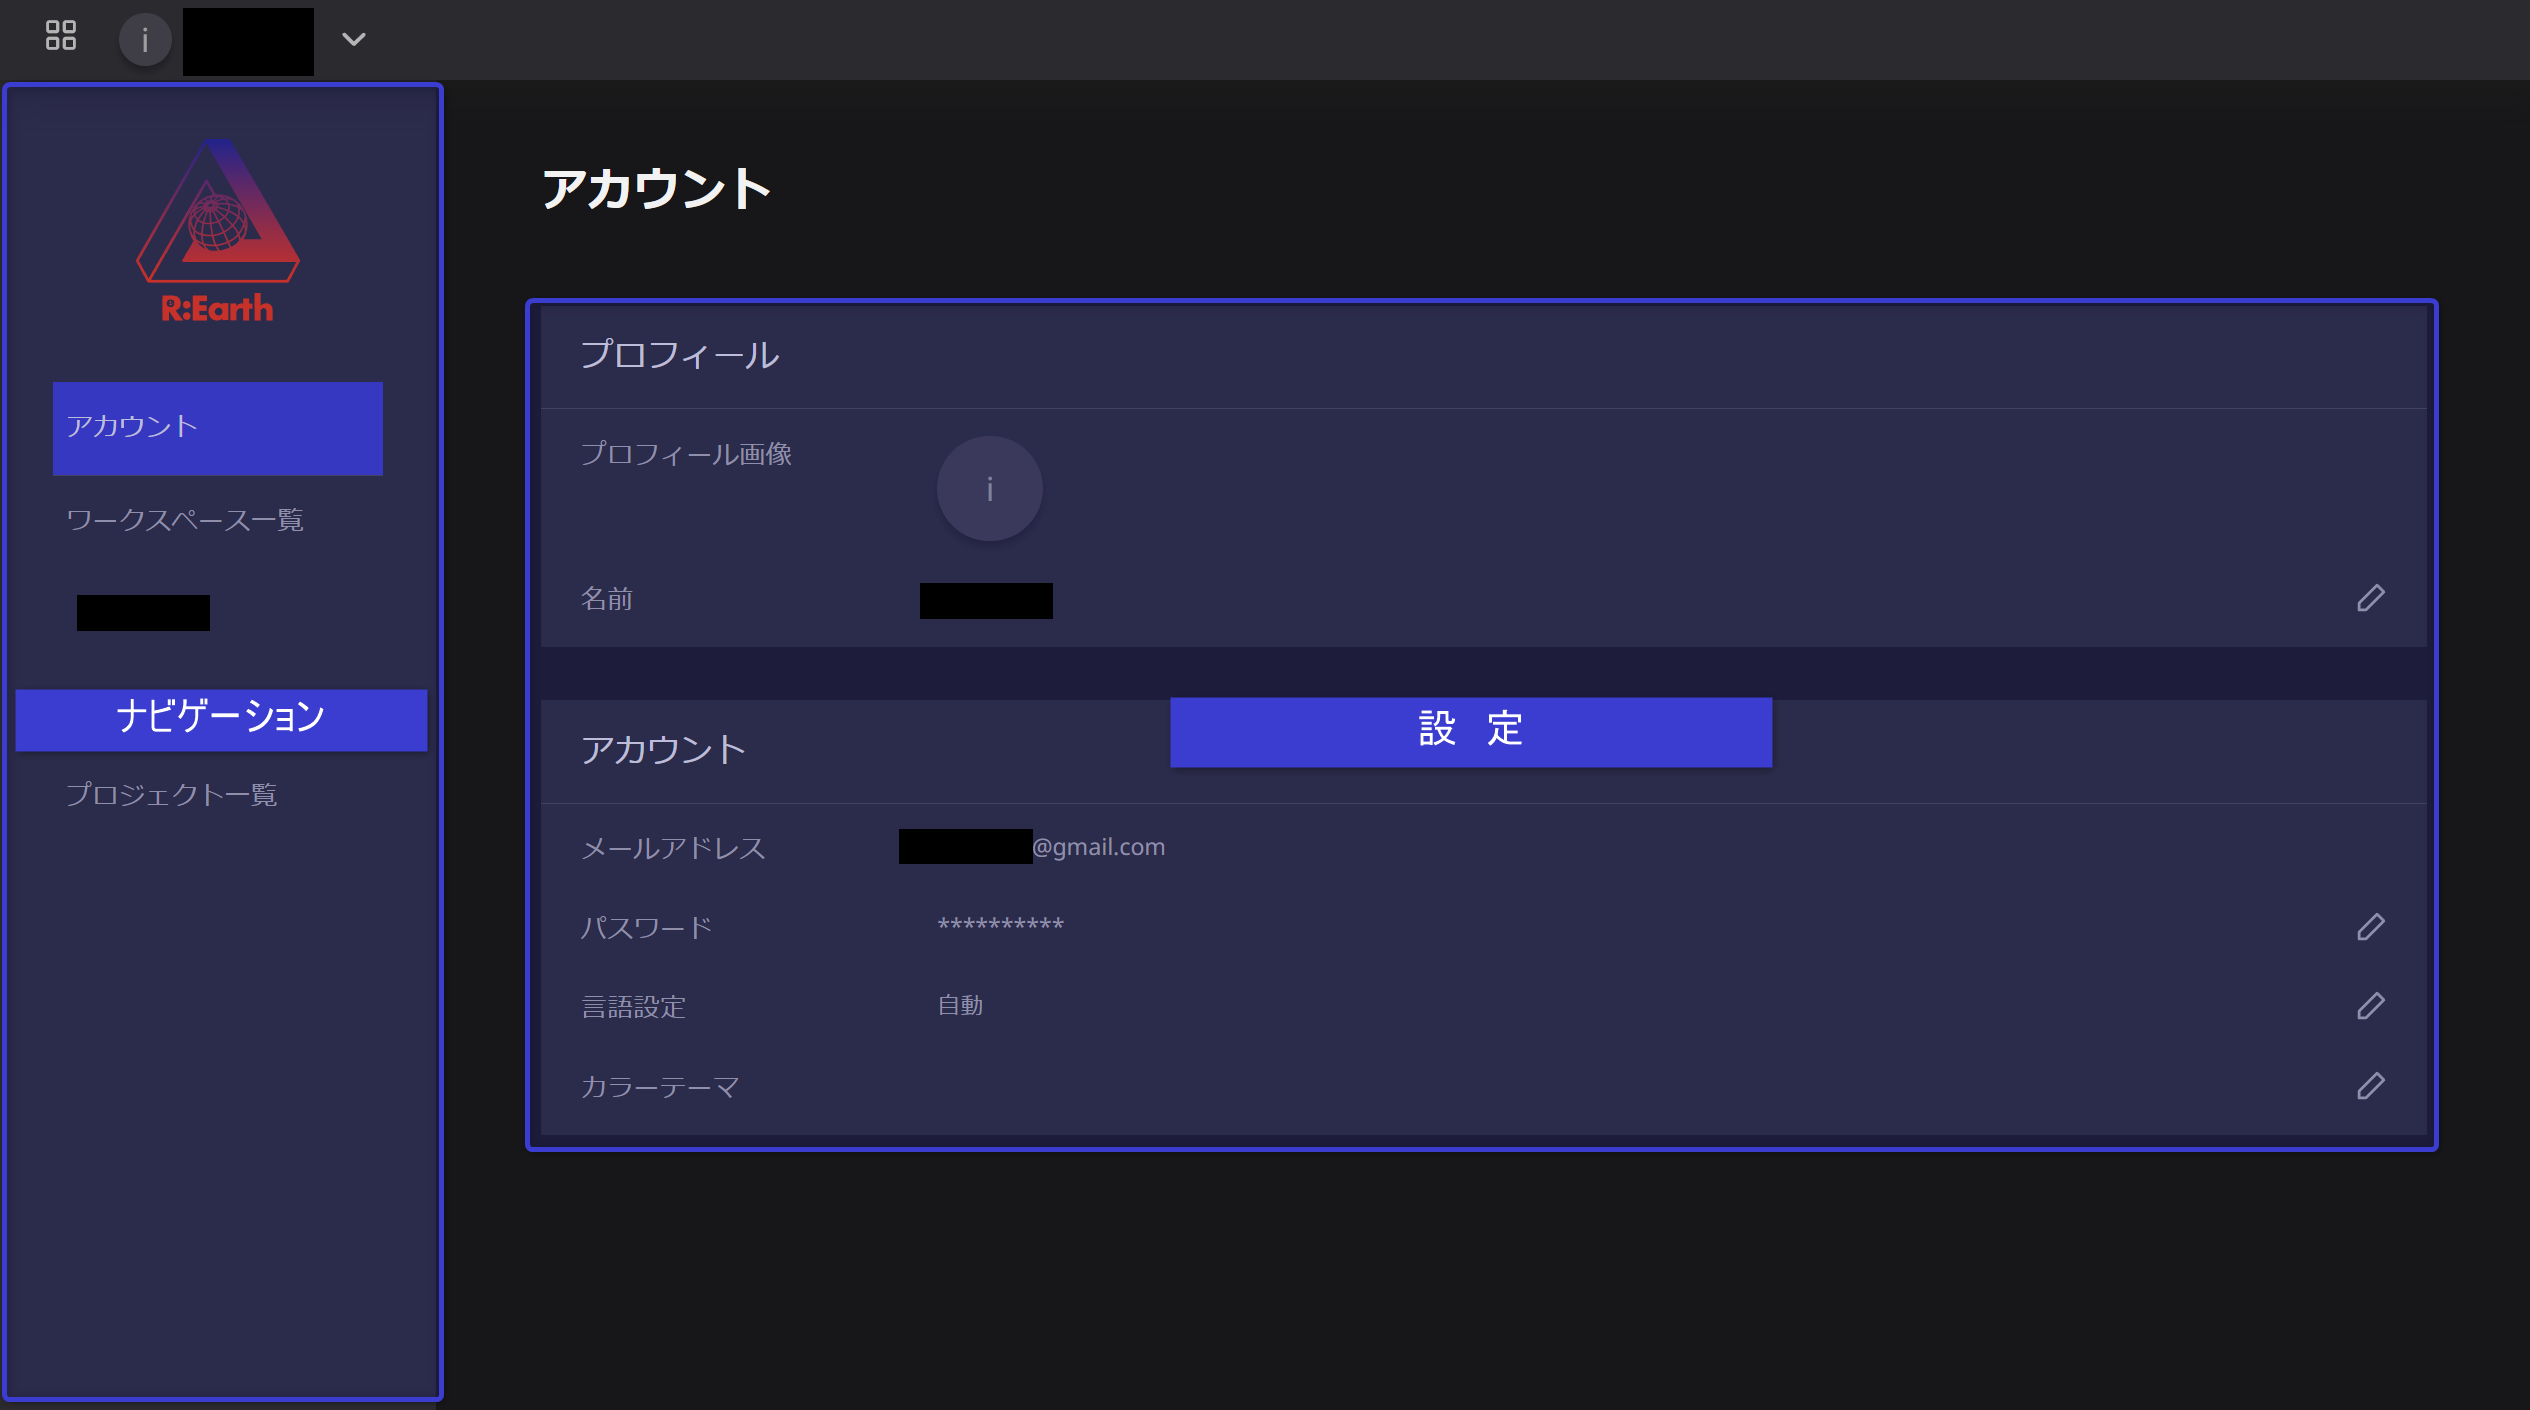 i
R:Earth
アカウント
ワークスペース一覧
ナビゲーション
プロジェクト一覧
アカウント
プロフィール
プロフィール画像
i
名前
設 定
アカウント
メールアドレス @gmail.com
パスワード **********
言語設定 自動
カラーテーマ